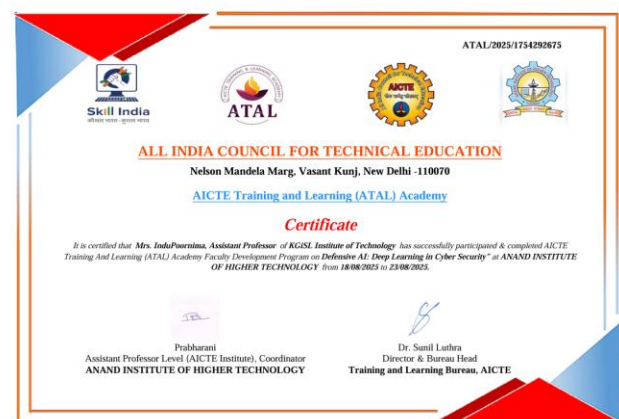 ATAL/2025/1754292675
Skill India
कौशल भारत - कुशल भारत
ATAL
AICTE
ALL INDIA COUNCIL FOR TECHNICAL EDUCATION
Nelson Mandela Marg, Vasant Kunj, New Delhi -110070
AICTE Training and Learning (ATAL) Academy
Certificate
It is certified that Mrs. InduPoornima, Assistant Professor of KGiSL Institute of Technology has successfully participated & completed AICTE
Training And Learning (ATAL) Academy Faculty Development Program on Defensive AI: Deep Learning in Cyber Security" at ANAND INSTITUTE
OF HIGHER TECHNOLOGY from 18/08/2025 to 23/08/2025.
Prabharani
Assistant Professor Level (AICTE Institute), Coordinator
ANAND INSTITUTE OF HIGHER TECHNOLOGY
Dr. Sunil Luthra
Director & Bureau Head
Training and Learning Bureau, AICTE